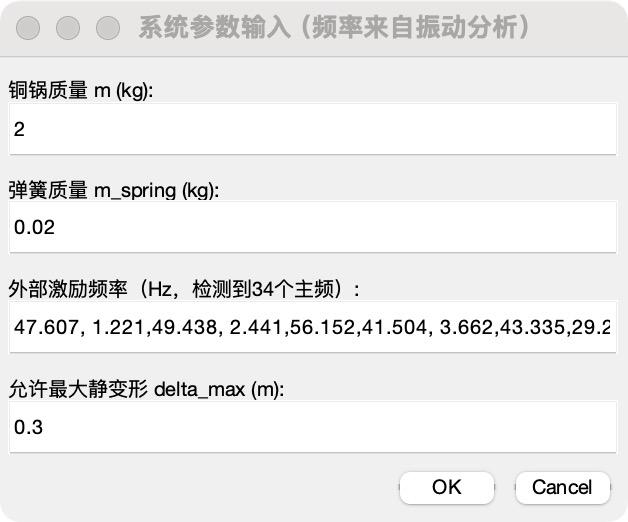 系统参数输入（频率来自振动分析）
铜锅质量 m (kg):
2
弹簧质量 m_spring (kg):
0.02
外部激励频率（Hz，检测到34个主频）:
47.607, 1.221,49.438, 2.441,56.152,41.504, 3.662,43.335,29.2
允许最大静变形 delta_max (m):
0.3
OK Cancel